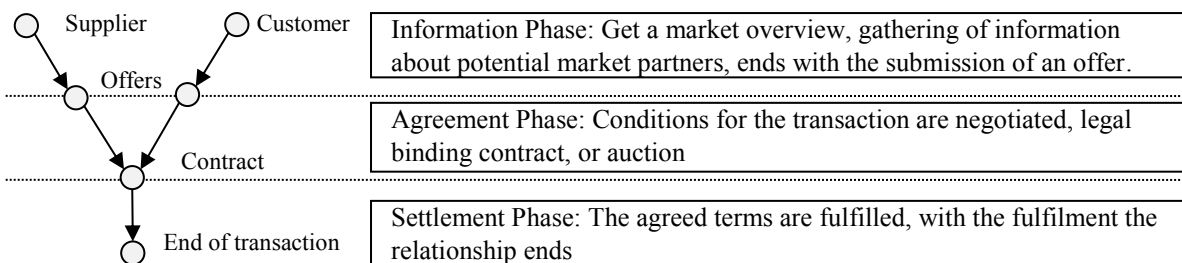 Supplier
Customer
Information Phase: Get a market overview, gathering of information
about potential market partners, ends with the submission of an offer.
Offers
Agreement Phase: Conditions for the transaction are negotiated, legal
binding contract, or auction
Contract
Settlement Phase: The agreed terms are fulfilled, with the fulfilment the
relationship ends
End of transaction